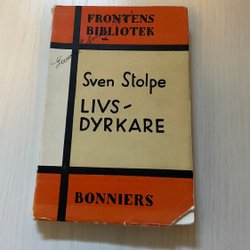 FRONTENS
BIBLIOTEK
Sven Stolpe
LIVS-
DYRKARE
BONNIERS